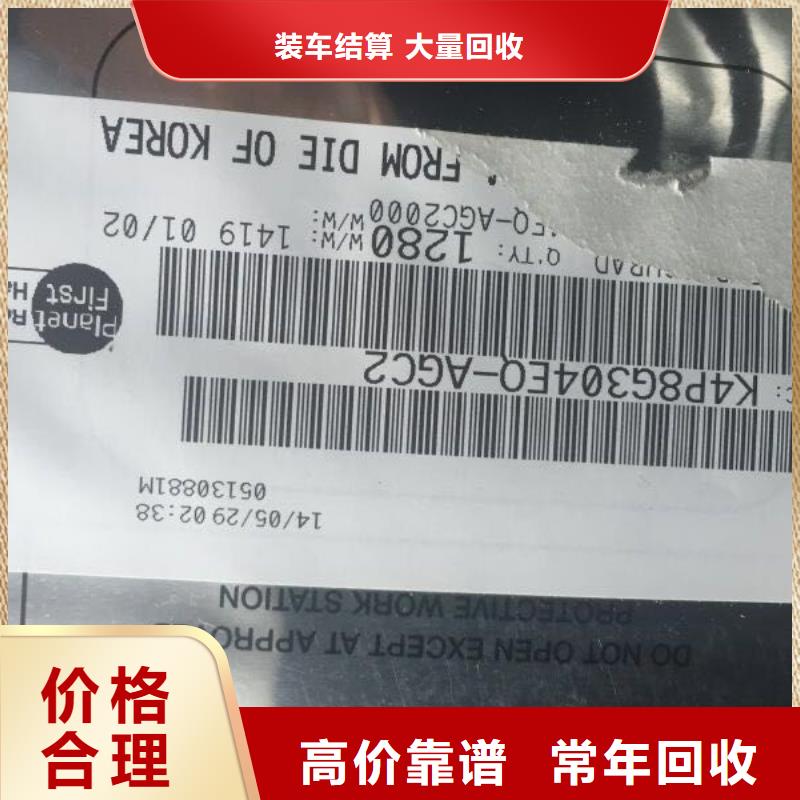 装车结算 大量回收
DO NOT OPEN EXCEPT AT
PROTECTIVE WORK STATION
14/05/29 02:38
05130881M
K4P8G304EQ-AGC2
Planet
First
Q'TY: 1280 W/W: 1419 01/02
EQ-AGC2000 W/W:
FROM DIE OF KOREA
价格
合理
高价靠谱 常年回收